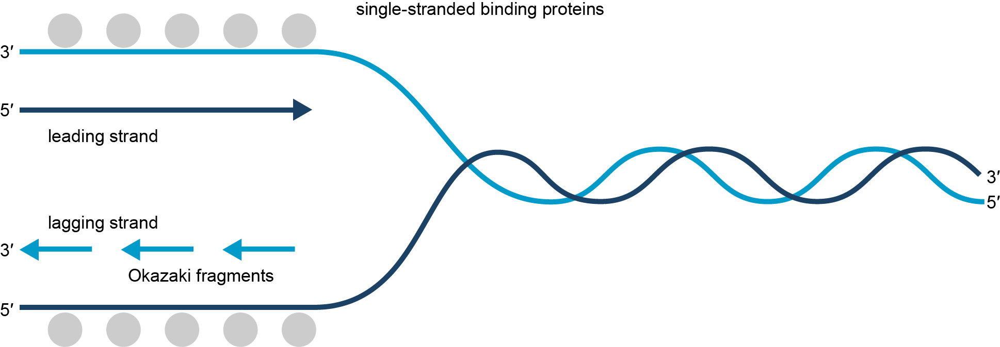 single-stranded binding proteins
3′
5′
leading strand
3′
5′
lagging strand
3′
Okazaki fragments
5′